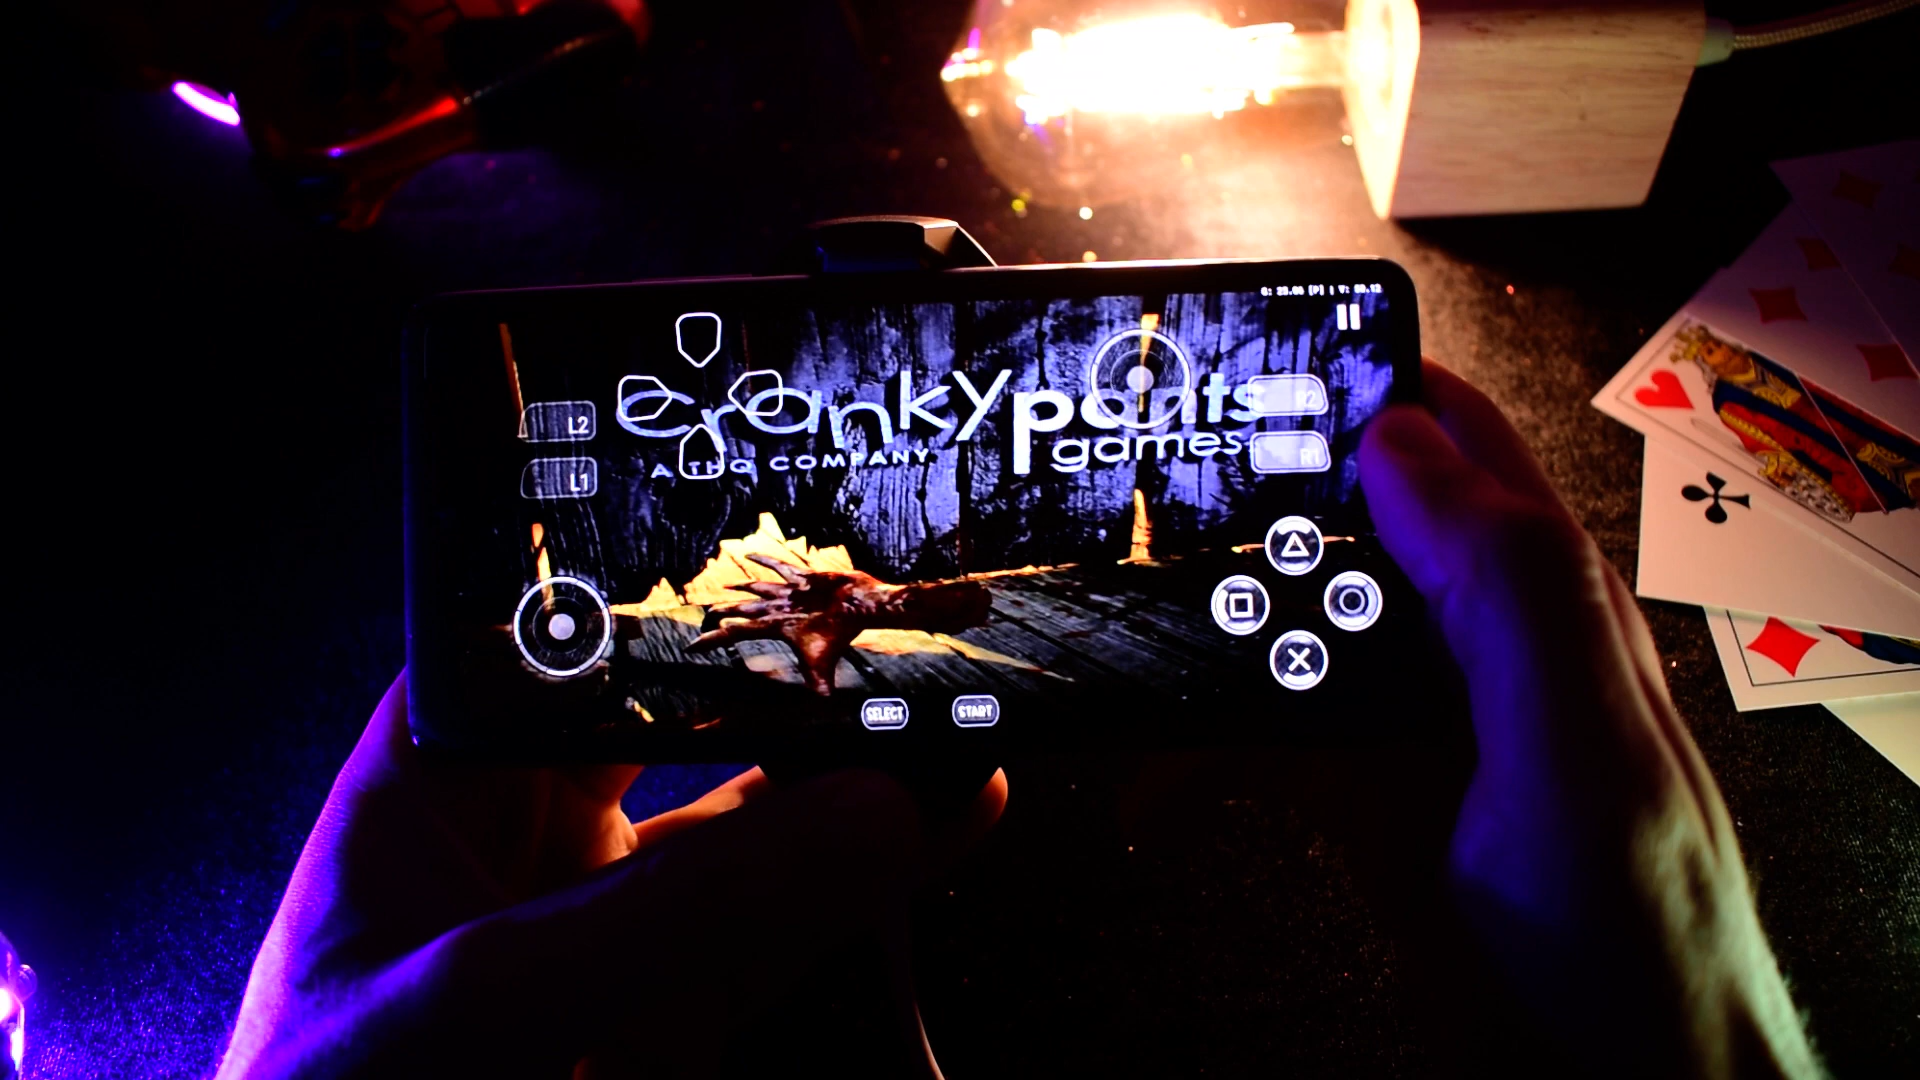 cranky pants
games
A THQ COMPANY
L2
L1
R2
R1
SELECT
START